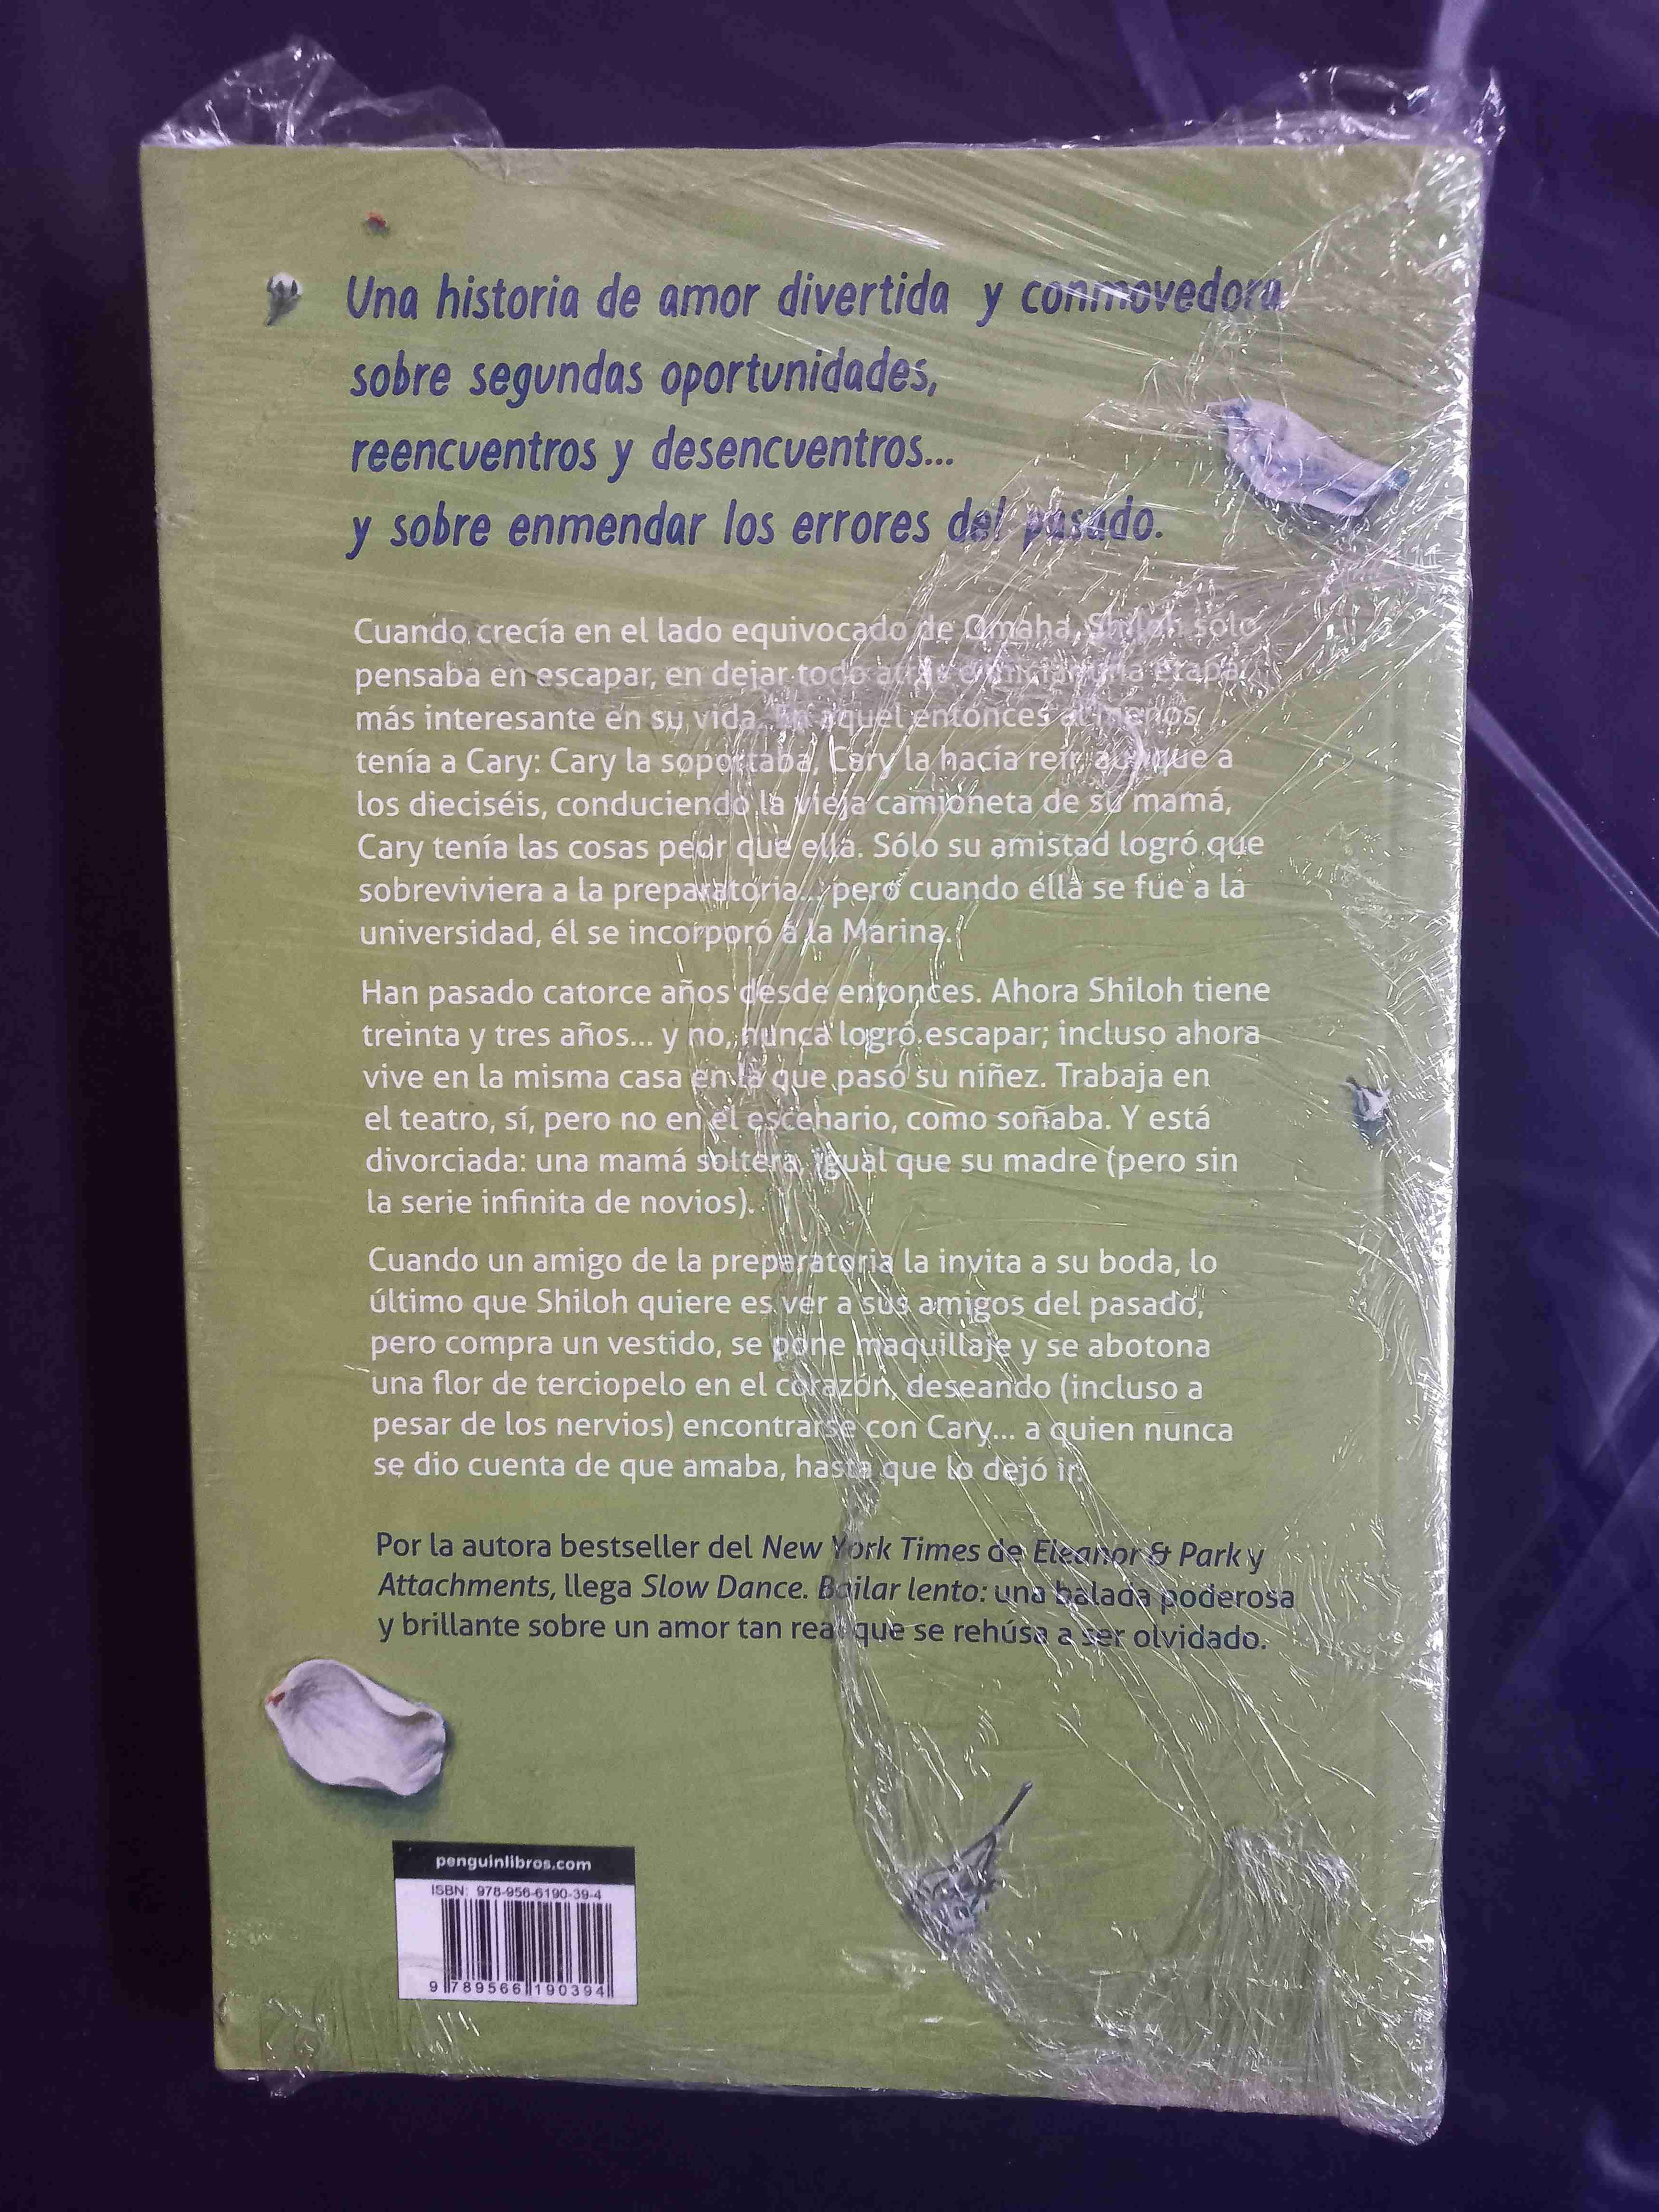 Una historia de amor divertida y conmovedora
sobre segundas oportunidades,
reencuentros y desencuentros...
y sobre enmendar los errores del pasado.
Cuando crecía en el lado equivocado de Omaha, Shiloh sólo
pensaba en escapar, en dejar todo atrás e iniciar una etapa
más interesante en su vida. En aquel entonces al menos
tenía a Cary: Cary la soportaba, Cary la hacía reír, aunque a
los dieciséis, conduciendo la vieja camioneta de su mamá,
Cary tenía las cosas peor que ella. Sólo su amistad logró que
sobreviviera a la preparatoria... pero cuando ella se fue a la
universidad, él se incorporó a la Marina.
Han pasado catorce años desde entonces. Ahora Shiloh tiene
treinta y tres años... y no, nunca logró escapar; incluso ahora
vive en la misma casa en la que pasó su niñez. Trabaja en
el teatro, sí, pero no en el escenario, como soñaba. Y está
divorciada: una mamá soltera, igual que su madre (pero sin
la serie infinita de novios).
Cuando un amigo de la preparatoria la invita a su boda, lo
último que Shiloh quiere es ver a sus amigos del pasado,
pero compra un vestido, se pone maquillaje y se abotona
una flor de terciopelo en el corazón, deseando (incluso a
pesar de los nervios) encontrarse con Cary... a quien nunca
se dio cuenta de que amaba, hasta que lo dejó ir.
Por la autora bestseller del New York Times de Eleanor & Park y
Attachments, llega Slow Dance. Bailar lento: una balada poderosa
y brillante sobre un amor tan real que se rehúsa a ser olvidado.
penguinlibros.com
ISBN: 978-956-6190-39-4
9 789566 190394